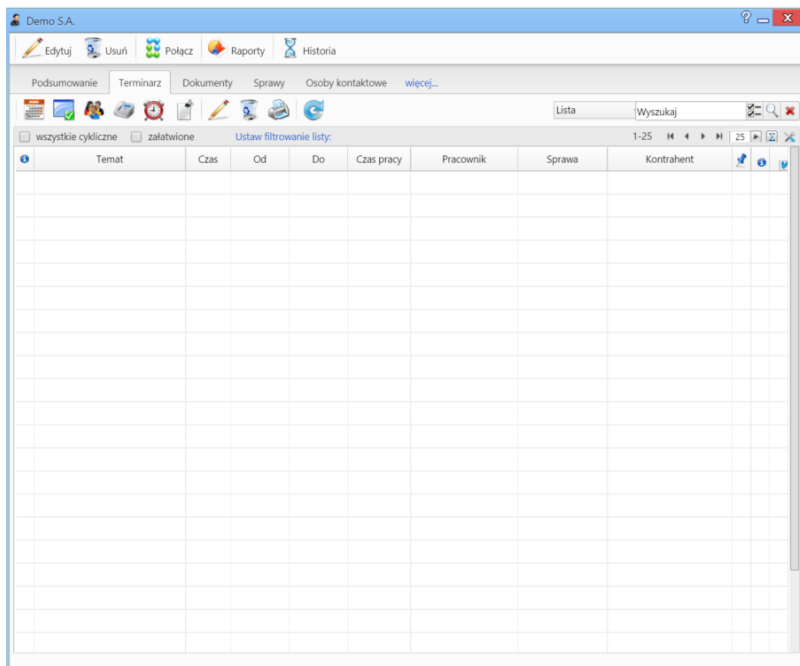 Demo S.A.
Edytuj Usuń Połącz Raporty Historia
Podsumowanie Terminarz Dokumenty Sprawy Osoby kontaktowe więcej...
Lista Wyszukaj
wszystkie cykliczne załatwione Ustaw filtrowanie listy: 1-25 25
Temat Czas Od Do Czas pracy Pracownik Sprawa Kontrahent